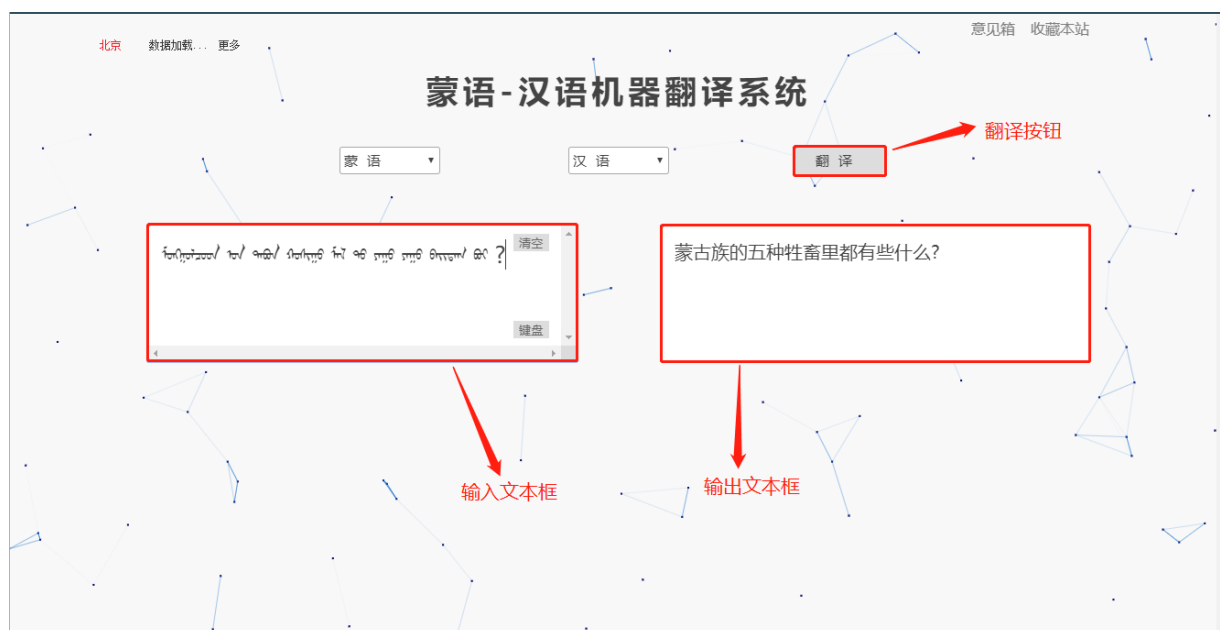 意见箱 收藏本站
北京 数据加载... 更多
蒙语-汉语机器翻译系统
翻译按钮
蒙 语
汉 语
翻 译
清空
?
蒙古族的五种牲畜里都有些什么?
键盘
输入文本框
输出文本框